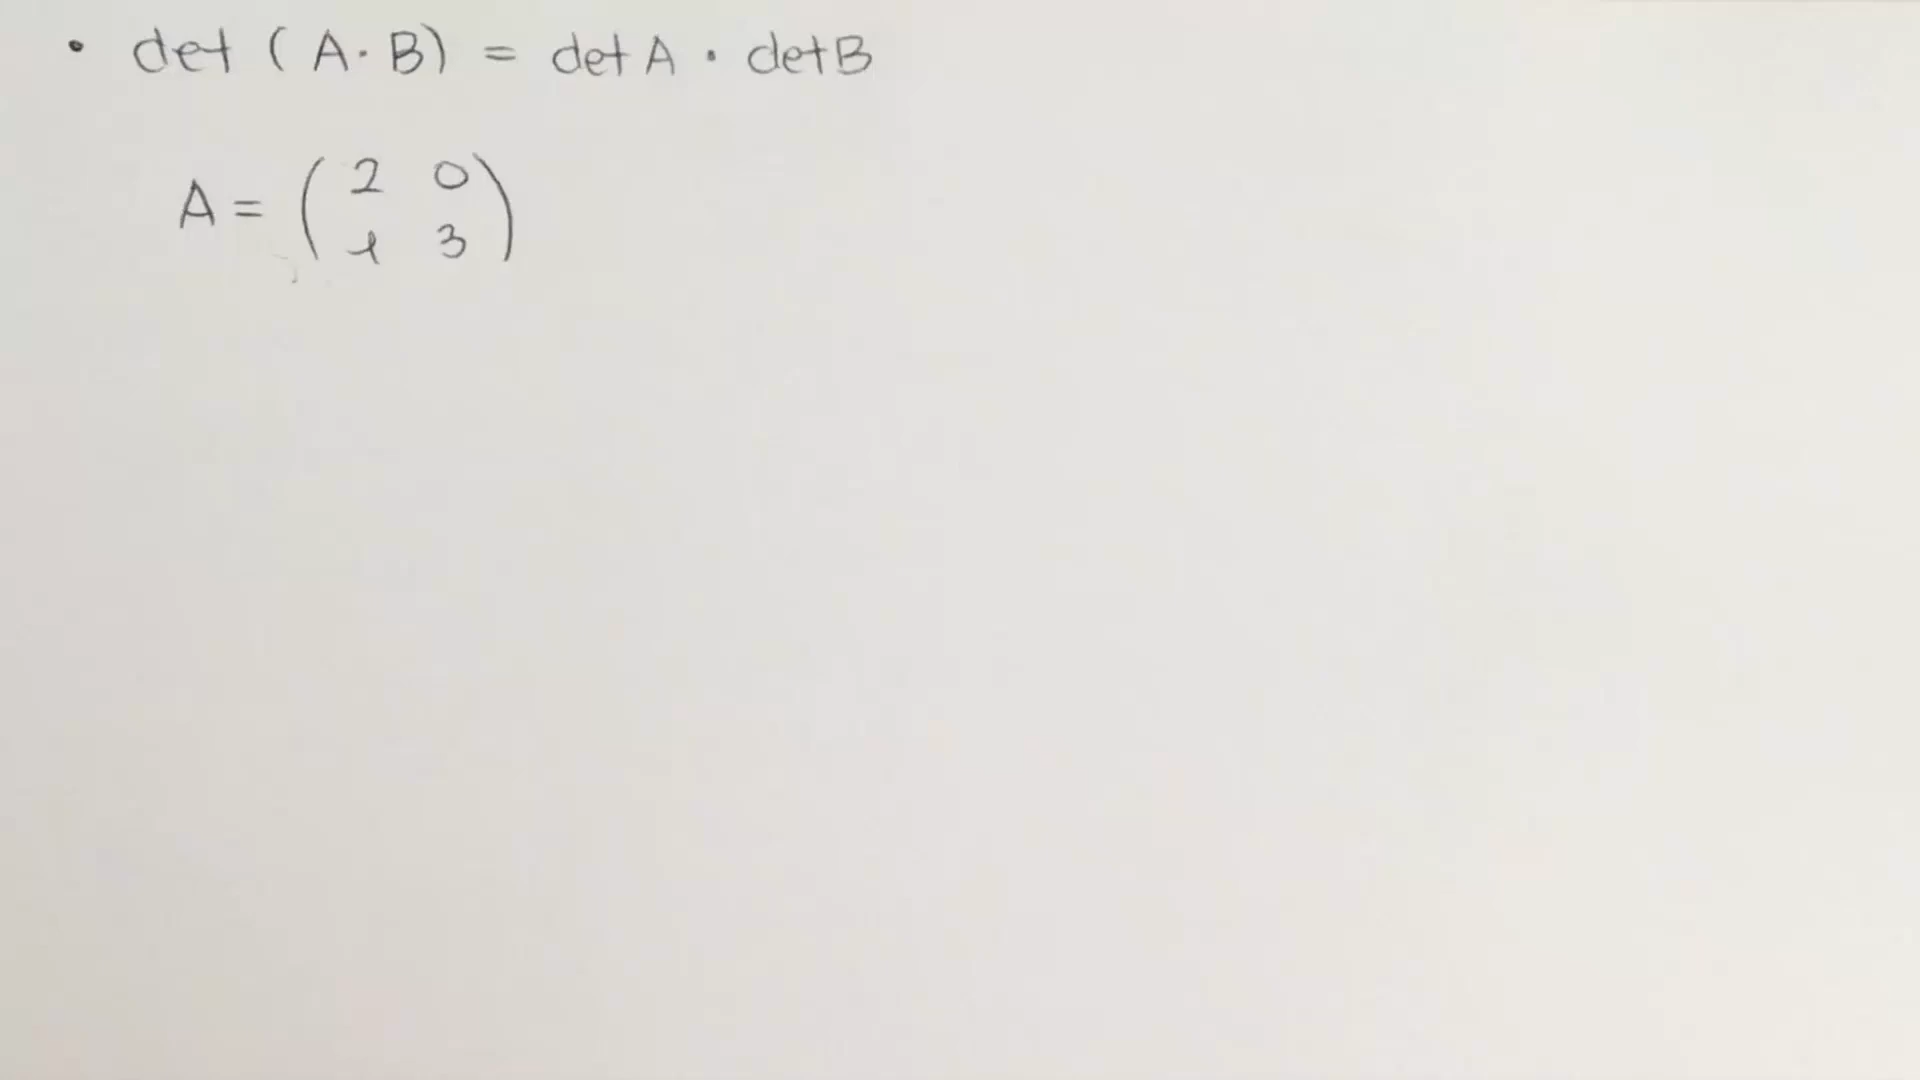 • det (A·B) = det A · det B
A = ( 2 0
1 3 )